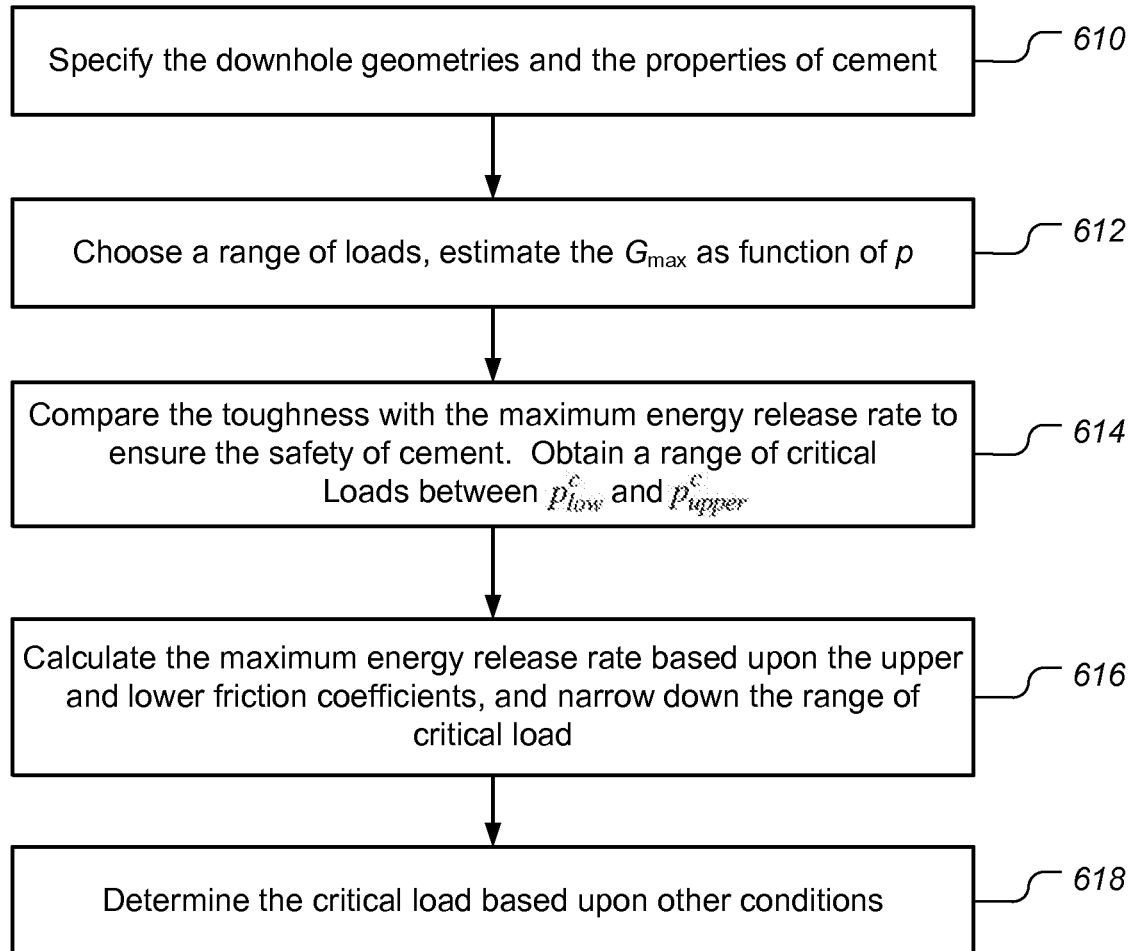 Specify the downhole geometries and the properties of cement
610
Choose a range of loads, estimate the Gmax as function of p
612
Compare the toughness with the maximum energy release rate to
ensure the safety of cement. Obtain a range of critical
Loads between p^c_low and p^c_upper
614
Calculate the maximum energy release rate based upon the upper
and lower friction coefficients, and narrow down the range of
critical load
616
Determine the critical load based upon other conditions
618